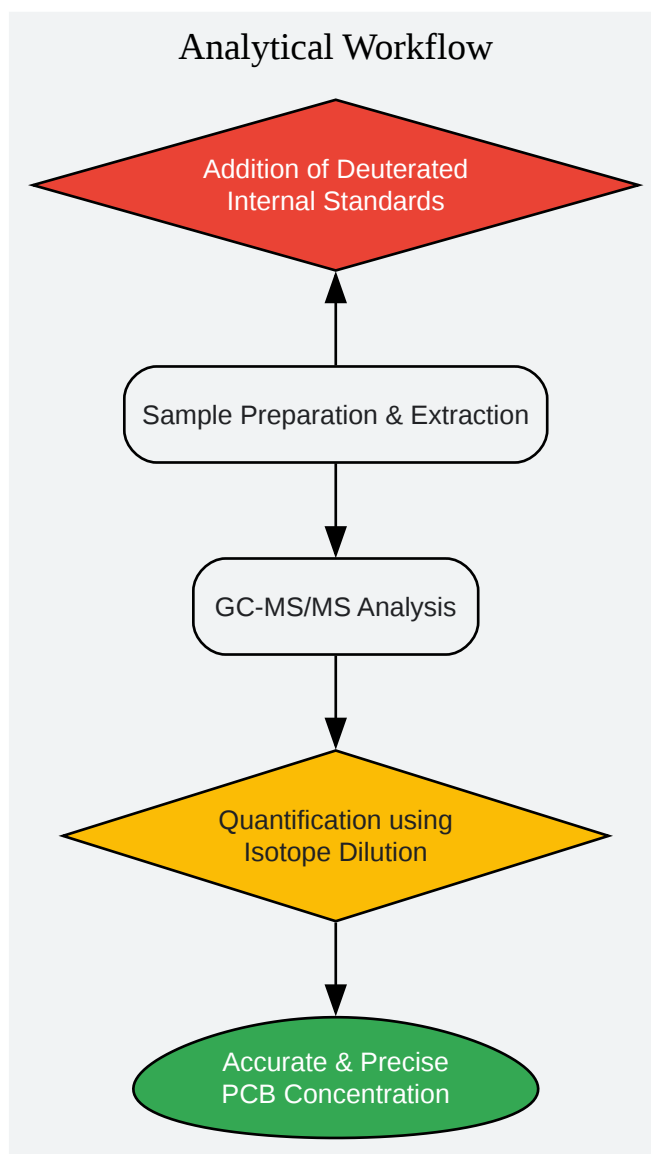 Analytical Workflow
Addition of Deuterated
Internal Standards
Sample Preparation & Extraction
GC-MS/MS Analysis
Quantification using
Isotope Dilution
Accurate & Precise
PCB Concentration